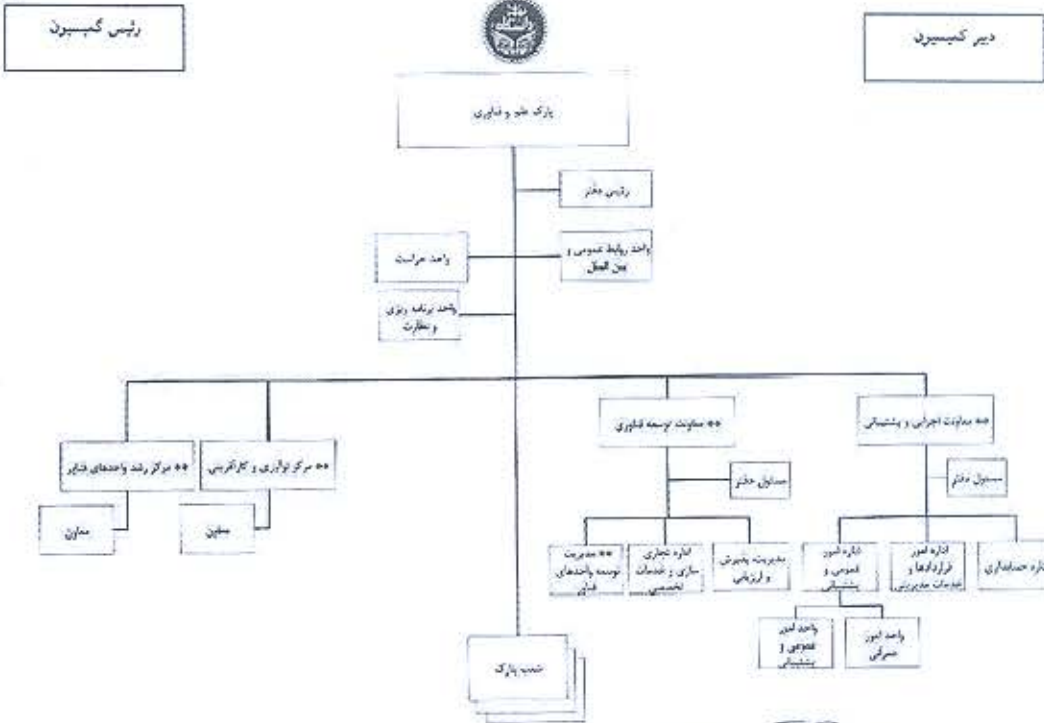 دبیر کمیسیون
رئیس کمیسیون
پارک علم و فناوری
رئیس دفتر
واحد روابط عمومی و
بین الملل
واحد حراست
واحد برنامه ریزی
و نظارت
** معاونت اجرایی و پشتیبانی
** معاونت توسعه فناوری
** مرکز نوآوری و کارآفرینی
** مرکز رشد واحدهای فناور
مسئول دفتر
مسئول دفتر
معاون
معاون
اداره حسابداری
اداره امور
قراردادها و
خدمات مدیریتی
اداره امور
عمومی و
پشتیبانی
مدیریت پذیرش
و ارزیابی
اداره تجاری
سازی و خدمات
تخصصی
** مدیریت
توسعه واحدهای
فناور
واحد امور
عمرانی
واحد امور
عمومی و
پشتیبانی
شعب پارک